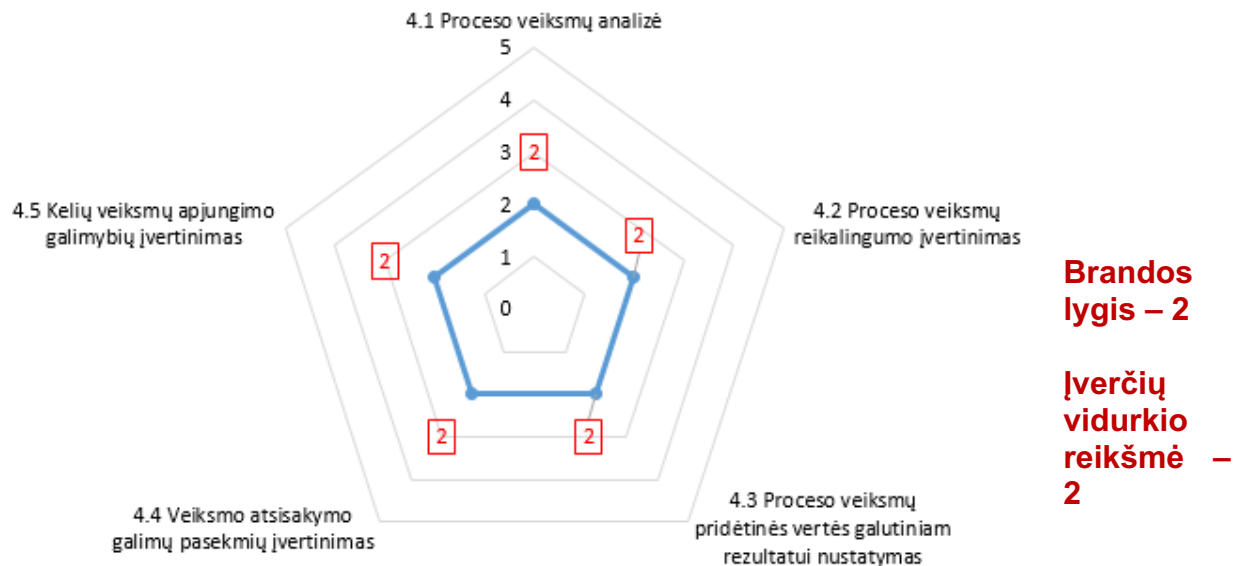 4.1 Proceso veiksmų analizė
5
4
3
2
2
1
0
2
4.2 Proceso veiksmų
reikalingumo įvertinimas
2
4.3 Proceso veiksmų
pridėtinės vertės galutiniam
rezultatui nustatymas
2
4.4 Veiksmo atsisakymo
galimų pasekmių įvertinimas
2
4.5 Kelių veiksmų apjungimo
galimybių įvertinimas
Brandos
lygis – 2
Įverčių
vidurkio
reikšmė –
2